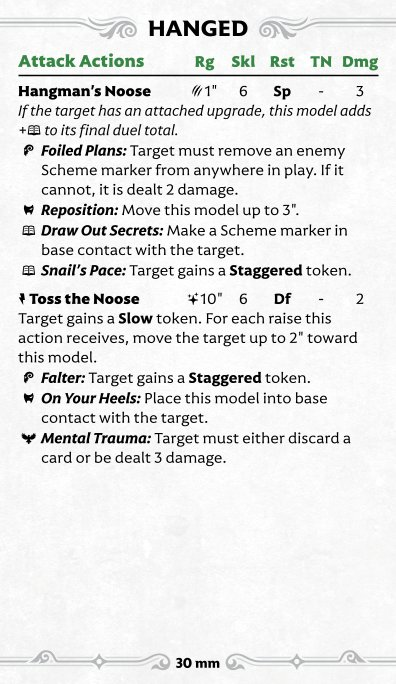 HANGED
Attack Actions Rg Skl Rst TN Dmg
Hangman's Noose 1" 6 Sp - 3
If the target has an attached upgrade, this model adds
+ to its final duel total.
Foiled Plans: Target must remove an enemy
Scheme marker from anywhere in play. If it
cannot, it is dealt 2 damage.
Reposition: Move this model up to 3".
Draw Out Secrets: Make a Scheme marker in
base contact with the target.
Snail's Pace: Target gains a Staggered token.
Toss the Noose 10" 6 Df - 2
Target gains a Slow token. For each raise this
action receives, move the target up to 2" toward
this model.
Falter: Target gains a Staggered token.
On Your Heels: Place this model into base
contact with the target.
Mental Trauma: Target must either discard a
card or be dealt 3 damage.
30 mm